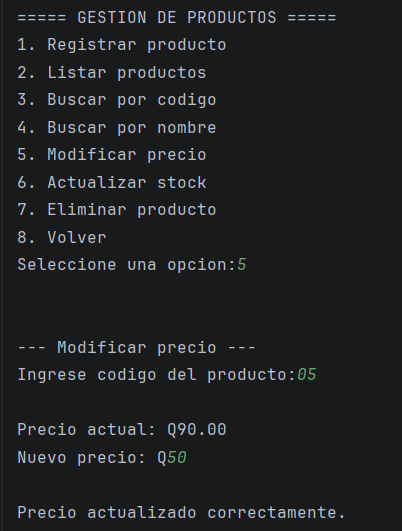 ===== GESTION DE PRODUCTOS =====
1. Registrar producto
2. Listar productos
3. Buscar por codigo
4. Buscar por nombre
5. Modificar precio
6. Actualizar stock
7. Eliminar producto
8. Volver
Seleccione una opcion:5
--- Modificar precio ---
Ingrese codigo del producto:05
Precio actual: Q90.00
Nuevo precio: Q50
Precio actualizado correctamente.